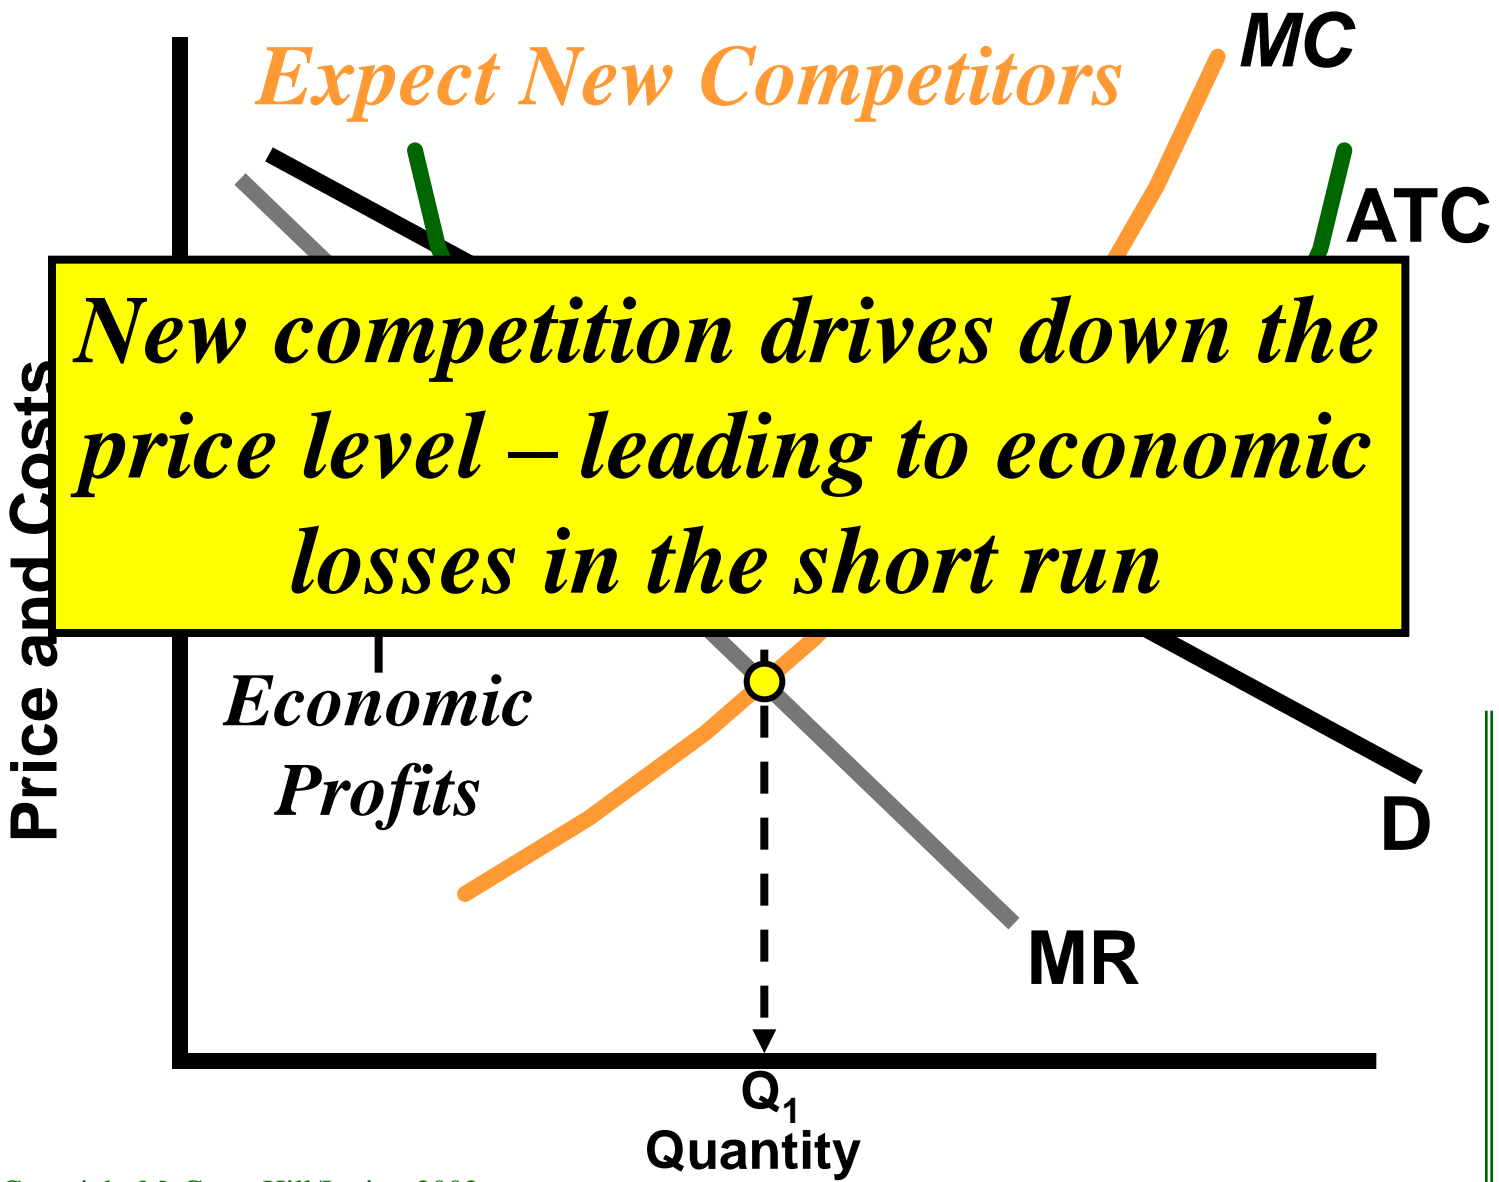 MC
Expect New Competitors
ATC
New competition drives down the
price level – leading to economic
losses in the short run
Price and Costs
Economic
Profits
D
MR
Q1
Quantity